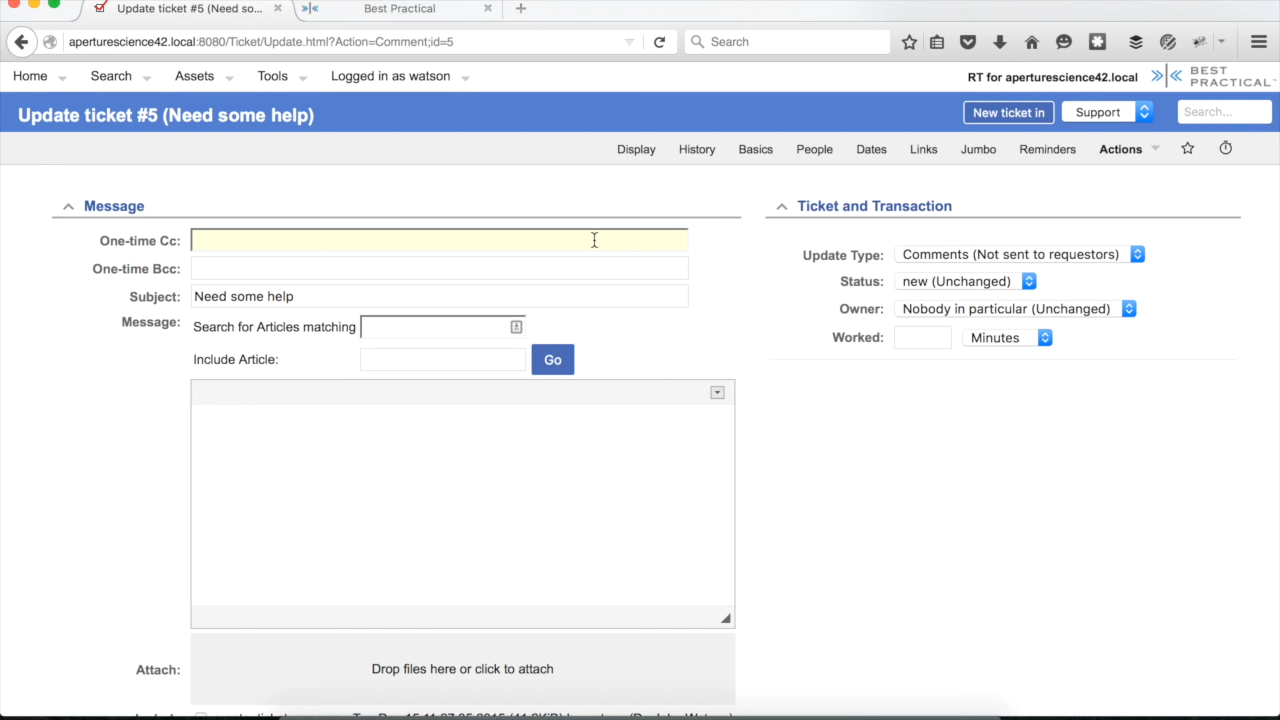 Update ticket #5 (Need so...
Best Practical
aperturescience42.local:8080/Ticket/Update.html?Action=Comment;id=5
Search
Home Search Assets Tools Logged in as watson
RT for aperturescience42.local
BEST PRACTICAL™
Update ticket #5 (Need some help)
New ticket in Support Search...
Display History Basics People Dates Links Jumbo Reminders Actions
Message
Ticket and Transaction
One-time Cc:
One-time Bcc:
Subject: Need some help
Message: Search for Articles matching
Include Article: Go
Update Type: Comments (Not sent to requestors)
Status: new (Unchanged)
Owner: Nobody in particular (Unchanged)
Worked: Minutes
Attach: Drop files here or click to attach